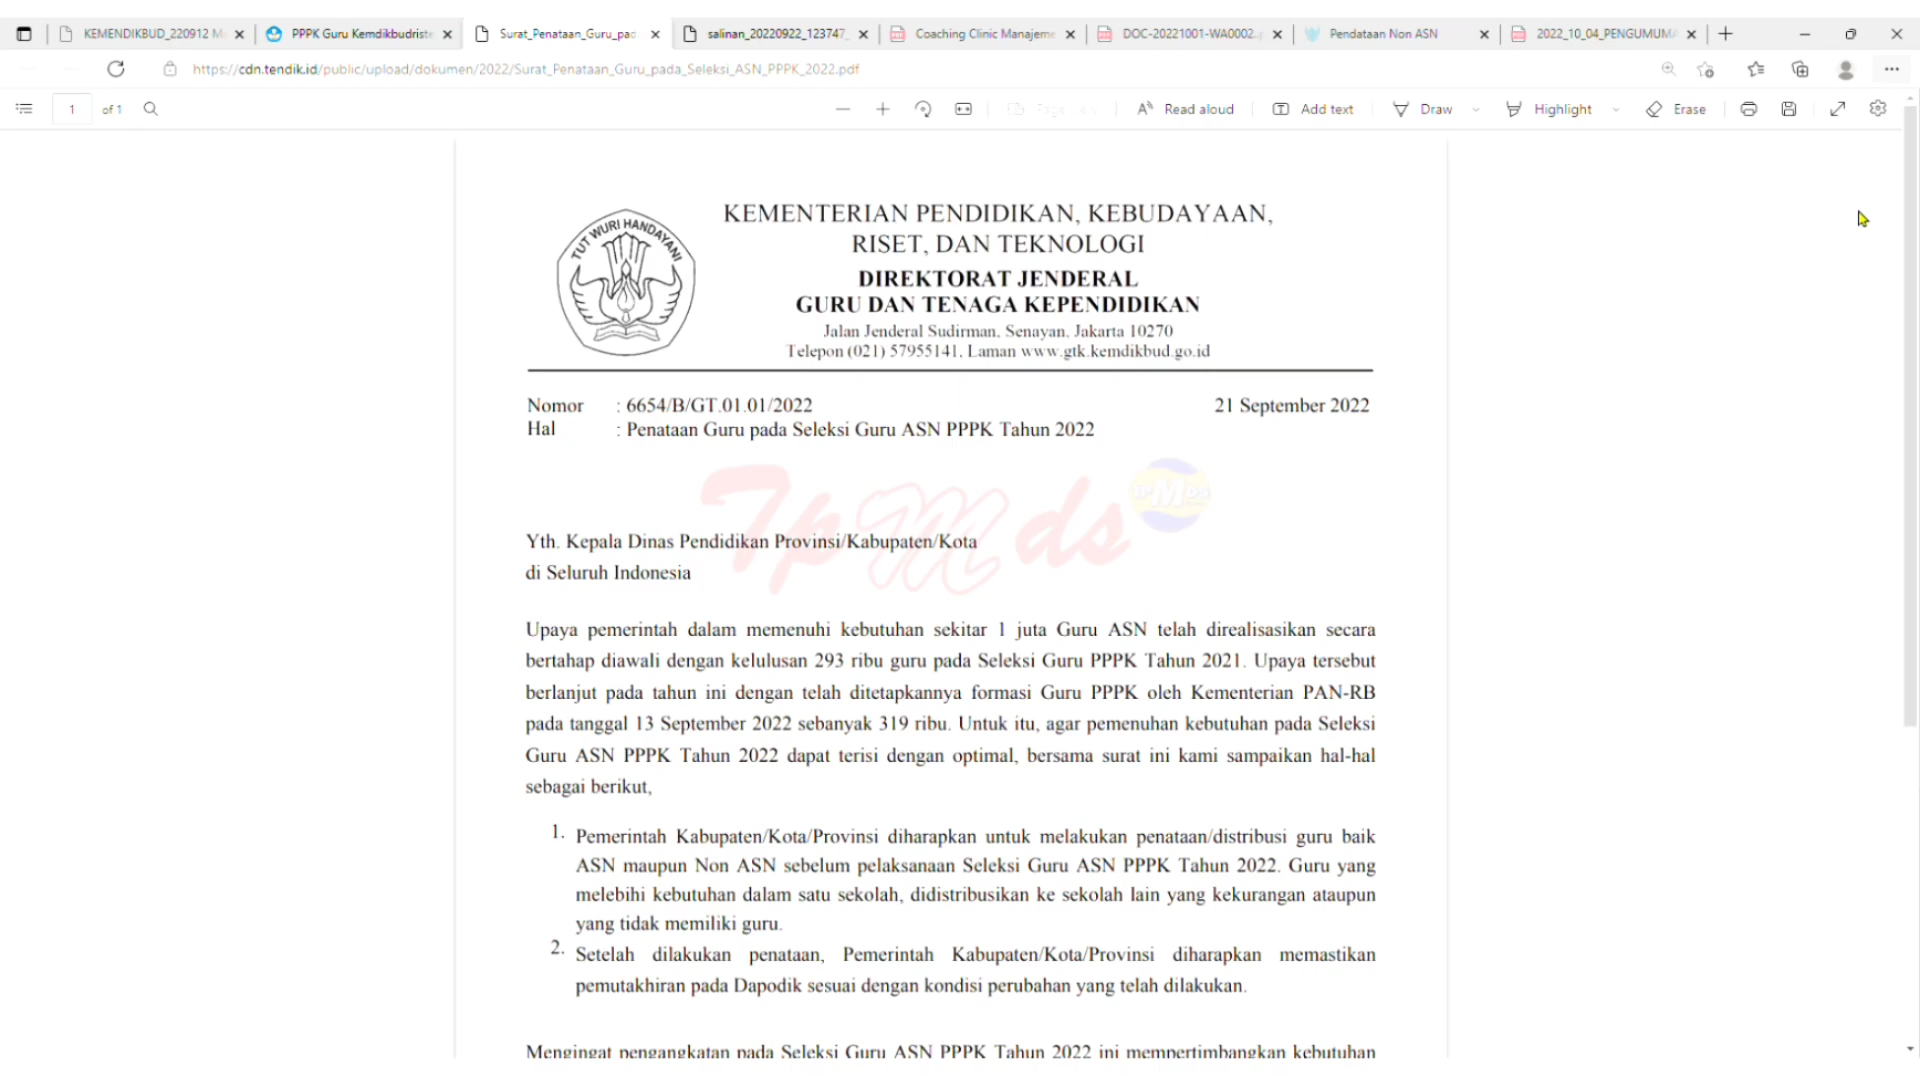 KEMENDIKBUD_220912 M
PPPK Guru Kemdikbudriste
Surat_Penataan_Guru_pad
salinan_20220922_123747_
Coaching Clinic Manajeme
DOC-20221001-WA0002.
Pendataan Non ASN
2022_10_04_PENGUMUMA
https://cdn.tendik.id/public/upload/dokumen/2022/Surat_Penataan_Guru_pada_Seleksi_ASN_PPPK_2022.pdf
1 of 1
Read aloud
Add text
Draw
Highlight
Erase
TUT WURI HANDAYANI
KEMENTERIAN PENDIDIKAN, KEBUDAYAAN,
RISET, DAN TEKNOLOGI
DIREKTORAT JENDERAL
GURU DAN TENAGA KEPENDIDIKAN
Jalan Jenderal Sudirman, Senayan, Jakarta 10270
Telepon (021) 57955141, Laman www.gtk.kemdikbud.go.id
Nomor : 6654/B/GT.01.01/2022 21 September 2022
Hal : Penataan Guru pada Seleksi Guru ASN PPPK Tahun 2022
TpMds
TPMDS
Yth. Kepala Dinas Pendidikan Provinsi/Kabupaten/Kota
di Seluruh Indonesia
Upaya pemerintah dalam memenuhi kebutuhan sekitar 1 juta Guru ASN telah direalisasikan secara
bertahap diawali dengan kelulusan 293 ribu guru pada Seleksi Guru PPPK Tahun 2021. Upaya tersebut
berlanjut pada tahun ini dengan telah ditetapkannya formasi Guru PPPK oleh Kementerian PAN-RB
pada tanggal 13 September 2022 sebanyak 319 ribu. Untuk itu, agar pemenuhan kebutuhan pada Seleksi
Guru ASN PPPK Tahun 2022 dapat terisi dengan optimal, bersama surat ini kami sampaikan hal-hal
sebagai berikut,
1. Pemerintah Kabupaten/Kota/Provinsi diharapkan untuk melakukan penataan/distribusi guru baik
ASN maupun Non ASN sebelum pelaksanaan Seleksi Guru ASN PPPK Tahun 2022. Guru yang
melebihi kebutuhan dalam satu sekolah, didistribusikan ke sekolah lain yang kekurangan ataupun
yang tidak memiliki guru.
2. Setelah dilakukan penataan, Pemerintah Kabupaten/Kota/Provinsi diharapkan memastikan
pemutakhiran pada Dapodik sesuai dengan kondisi perubahan yang telah dilakukan.
Mengingat pengangkatan pada Seleksi Guru ASN PPPK Tahun 2022 ini mempertimbangkan kebutuhan